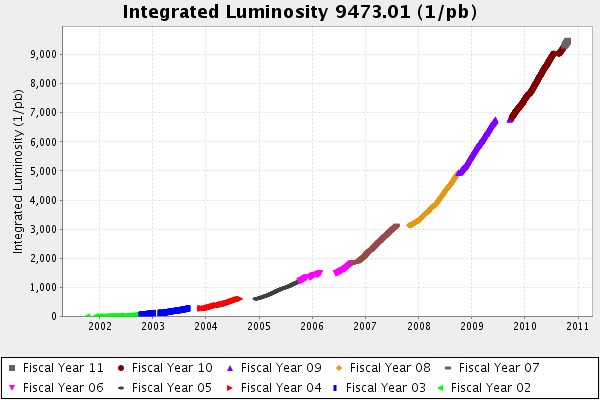 Integrated Luminosity 9473.01 (1/pb)
Integrated Luminosity (1/pb)
9,000
8,000
7,000
6,000
5,000
4,000
3,000
2,000
1,000
0
2002 2003 2004 2005 2006 2007 2008 2009 2010 2011
Fiscal Year 11 Fiscal Year 10 Fiscal Year 09 Fiscal Year 08 Fiscal Year 07
Fiscal Year 06 Fiscal Year 05 Fiscal Year 04 Fiscal Year 03 Fiscal Year 02